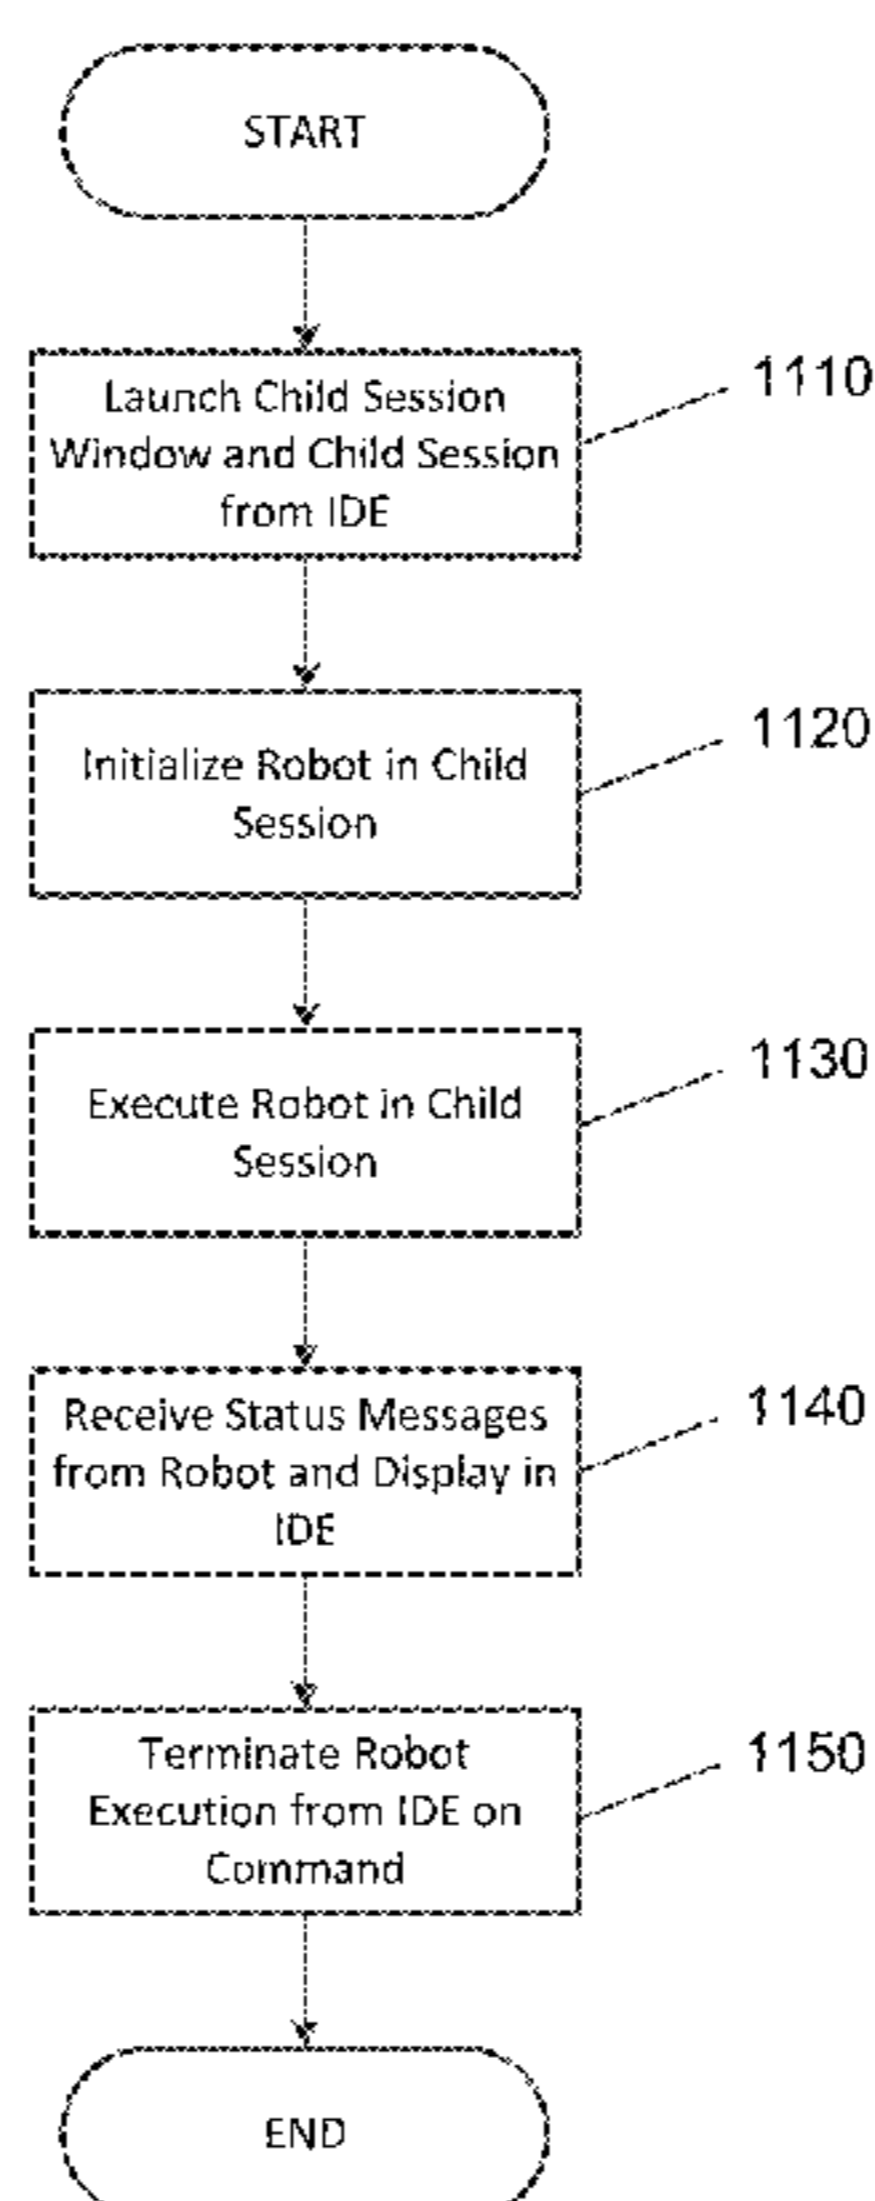 START
Launch Child Session
Window and Child Session
from IDE
1110
Initialize Robot in Child
Session
1120
Execute Robot in Child
Session
1130
Receive Status Messages
from Robot and Display in
IDE
1140
Terminate Robot
Execution from IDE on
Command
1150
END